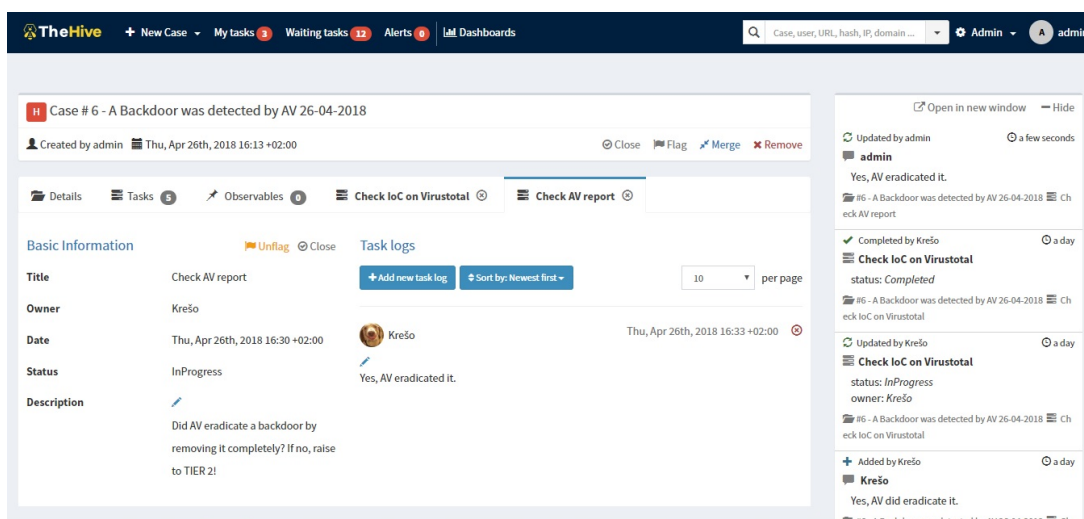 TheHive + New Case My tasks 3 Waiting tasks 12 Alerts 0 Dashboards Case, user, URL, hash, IP, domain ... Admin A admin
H Case # 6 - A Backdoor was detected by AV 26-04-2018
Created by admin Thu, Apr 26th, 2018 16:13 +02:00 Close Flag Merge Remove
Details Tasks 5 Observables 0 Check IoC on Virustotal Check AV report
Basic Information Unflag Close
Title Check AV report
Owner Krešo
Date Thu, Apr 26th, 2018 16:30 +02:00
Status InProgress
Description
Did AV eradicate a backdoor by
removing it completely? If no, raise
to TIER 2!
Task logs
+ Add new task log Sort by: Newest first 10 per page
Krešo Thu, Apr 26th, 2018 16:33 +02:00
Yes, AV eradicated it.
Open in new window Hide
Updated by admin a few seconds
admin
Yes, AV eradicated it.
#6 - A Backdoor was detected by AV 26-04-2018 Ch
eck AV report
Completed by Krešo a day
Check IoC on Virustotal
status: Completed
#6 - A Backdoor was detected by AV 26-04-2018 Ch
eck IoC on Virustotal
Updated by Krešo a day
Check IoC on Virustotal
status: InProgress
owner: Krešo
#6 - A Backdoor was detected by AV 26-04-2018 Ch
eck IoC on Virustotal
+ Added by Krešo a day
Krešo
Yes, AV did eradicate it.